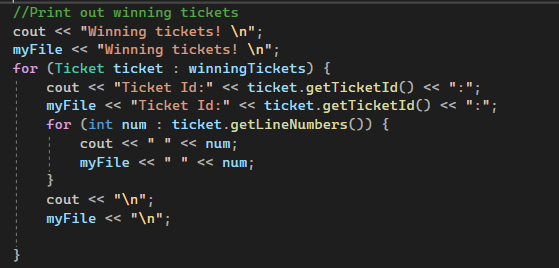 //Print out winning tickets
cout << "Winning tickets! \n";
myFile << "Winning tickets! \n";
for (Ticket ticket : winningTickets) {
    cout << "Ticket Id:" << ticket.getTicketId() << ":";
    myFile << "Ticket Id:" << ticket.getTicketId() << ":";
    for (int num : ticket.getLineNumbers()) {
        cout << " " << num;
        myFile << " " << num;
    }
    cout << "\n";
    myFile << "\n";
}